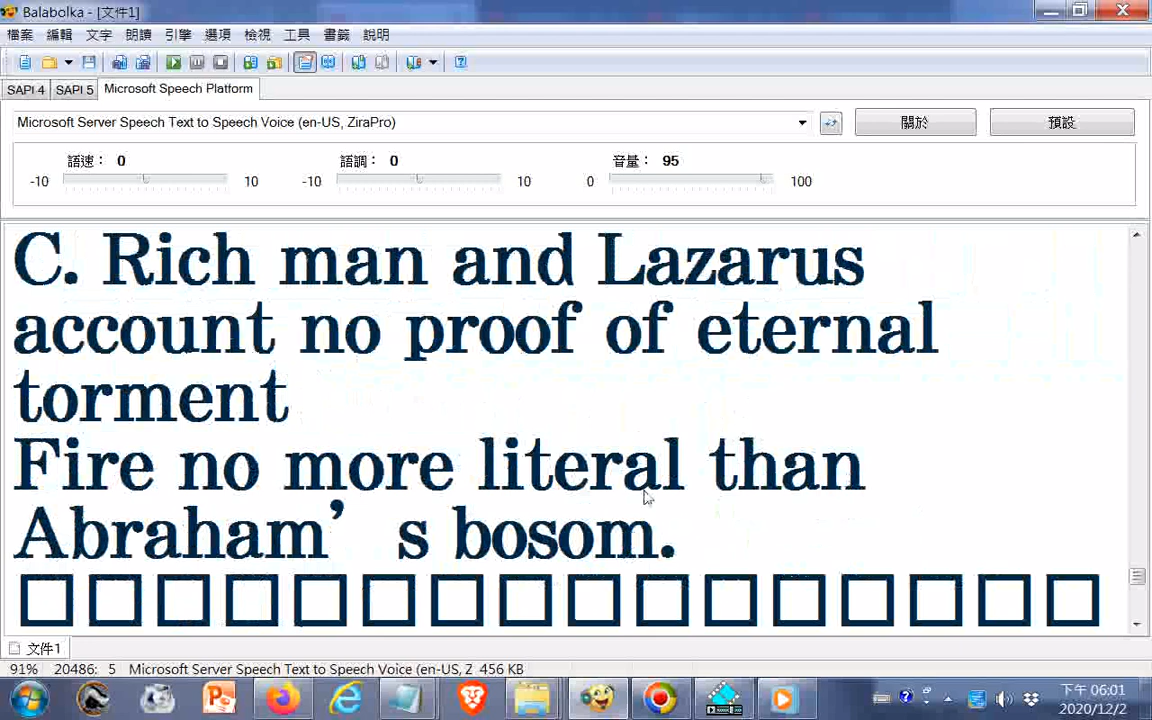 Balabolka - [文件1]
檔案 編輯 文字 朗讀 引擎 選項 檢視 工具 書籤 說明
SAPI 4 SAPI 5 Microsoft Speech Platform
Microsoft Server Speech Text to Speech Voice (en-US, ZiraPro) 關於 預設
語速: 0 語調: 0 音量: 95
-10 10 -10 10 0 100
C. Rich man and Lazarus
account no proof of eternal
torment
Fire no more literal than
Abraham’s bosom.
□□□□□□□□□□□□□□□□
文件1
91% 20486: 5 Microsoft Server Speech Text to Speech Voice (en-US, Z 456 KB
下午 06:01
2020/12/2